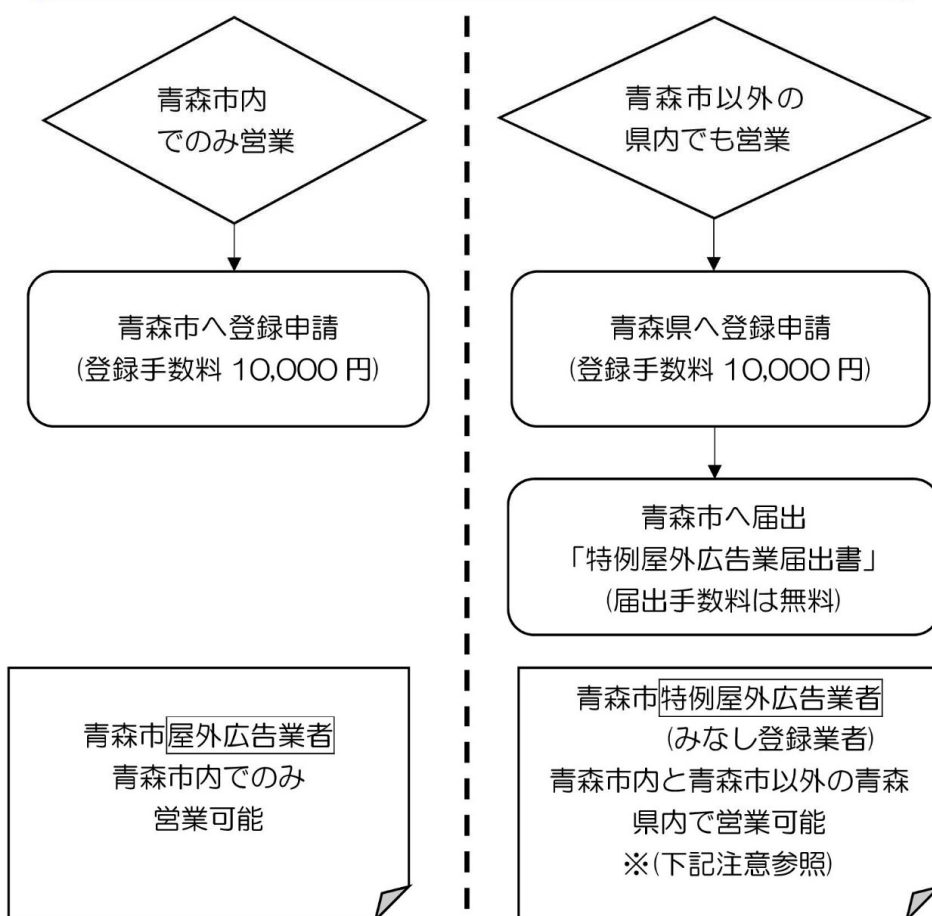 青森市内
でのみ営業
青森市へ登録申請
(登録手数料 10,000 円)
青森市屋外広告業者
青森市内でのみ
営業可能
青森市以外の
県内でも営業
青森県へ登録申請
(登録手数料 10,000 円)
青森市へ届出
「特例屋外広告業届出書」
(届出手数料は無料)
青森市特例屋外広告業者
(みなし登録業者)
青森市内と青森市以外の青森
県内で営業可能
※(下記注意参照)